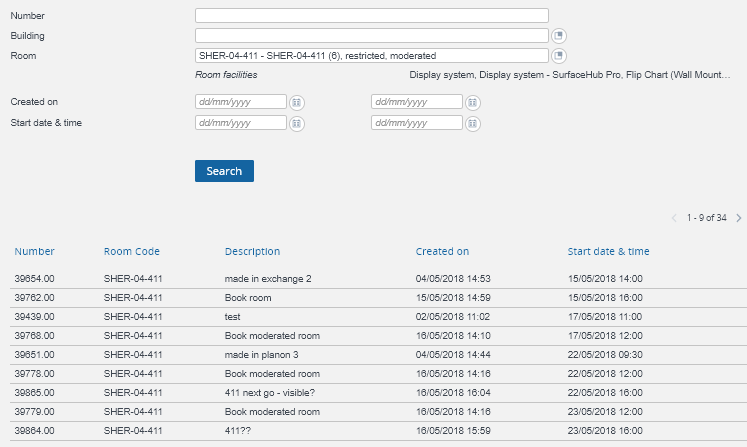 Number
Building
Room SHER-04-411 - SHER-04-411 (6), restricted, moderated
Room facilities Display system, Display system - SurfaceHub Pro, Flip Chart (Wall Mount...
Created on dd/mm/yyyy dd/mm/yyyy
Start date & time dd/mm/yyyy dd/mm/yyyy
Search
1 - 9 of 34
Number Room Code Description Created on Start date & time
39654.00 SHER-04-411 made in exchange 2 04/05/2018 14:53 15/05/2018 14:00
39762.00 SHER-04-411 Book room 15/05/2018 14:59 15/05/2018 16:00
39439.00 SHER-04-411 test 02/05/2018 11:02 17/05/2018 11:00
39768.00 SHER-04-411 Book moderated room 16/05/2018 14:10 17/05/2018 12:00
39651.00 SHER-04-411 made in planon 3 04/05/2018 14:44 22/05/2018 09:30
39778.00 SHER-04-411 Book moderated room 16/05/2018 14:16 22/05/2018 12:00
39865.00 SHER-04-411 411 next go - visible? 16/05/2018 16:04 22/05/2018 16:00
39779.00 SHER-04-411 Book moderated room 16/05/2018 14:16 23/05/2018 12:00
39864.00 SHER-04-411 411?? 16/05/2018 15:59 23/05/2018 16:00